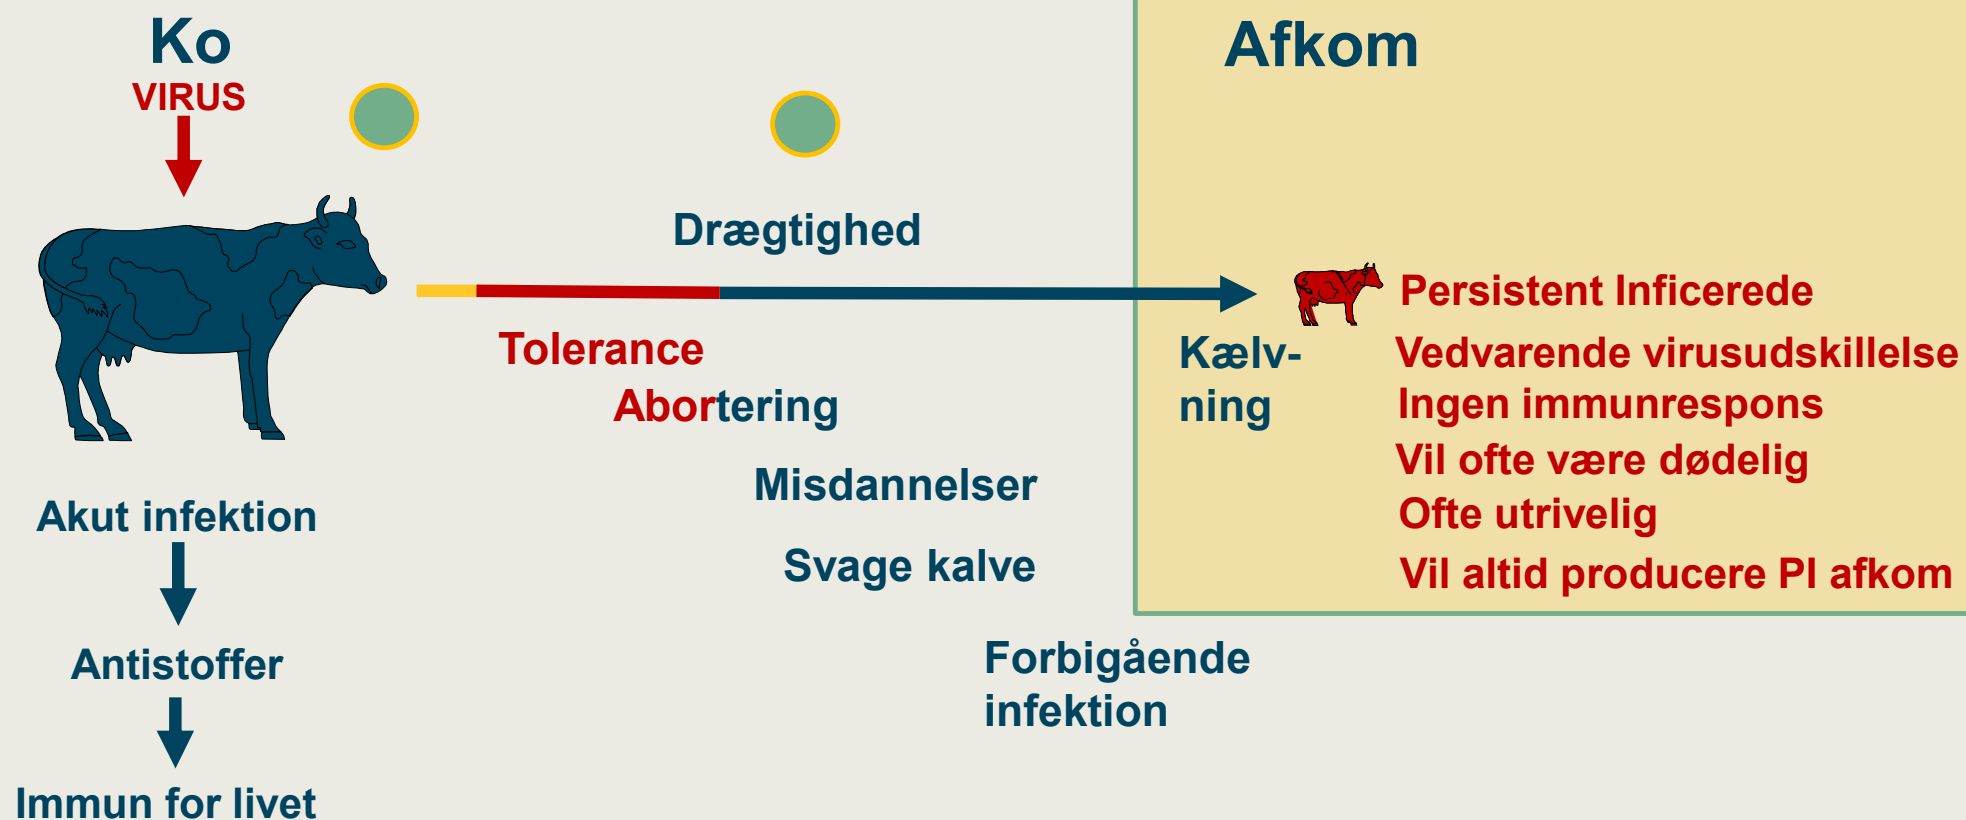 Ko
VIRUS
Akut infektion
Antistoffer
Immun for livet
Drægtighed
Tolerance
Abortering
Misdannelser
Svage kalve
Forbigående
infektion
Afkom
Kælv-
ning
Persistent Inficerede
Vedvarende virusudskillelse
Ingen immunrespons
Vil ofte være dødelig
Ofte utrivelig
Vil altid producere PI afkom